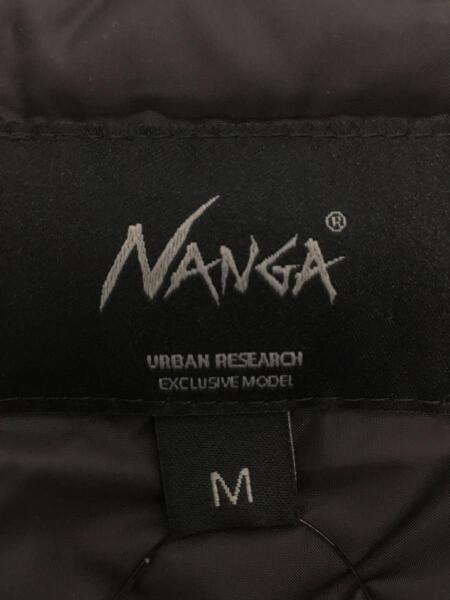 NANGA®
URBAN RESEARCH
EXCLUSIVE MODEL
M